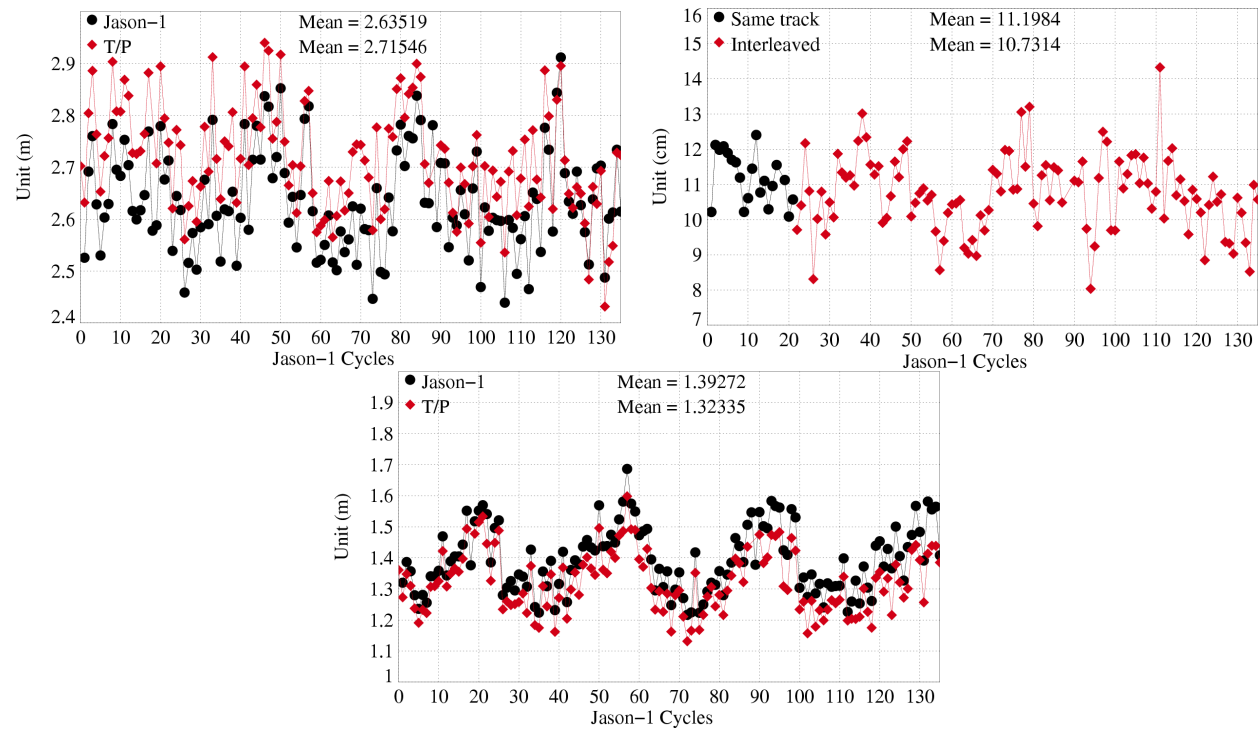 Jason−1 Mean = 2.63519
T/P Mean = 2.71546
2.9
2.8
2.7
2.6
2.5
2.4
Unit (m)
0 10 20 30 40 50 60 70 80 90 100 110 120 130
Jason−1 Cycles
16
15
14
13
12
11
10
9
8
7
Unit (cm)
Same track Mean = 11.1984
Interleaved Mean = 10.7314
0 10 20 30 40 50 60 70 80 90 100 110 120 130
Jason−1 Cycles
Jason−1 Mean = 1.39272
T/P Mean = 1.32335
1.9
1.8
1.7
1.6
1.5
1.4
1.3
1.2
1.1
1
Unit (m)
0 10 20 30 40 50 60 70 80 90 100 110 120 130
Jason−1 Cycles